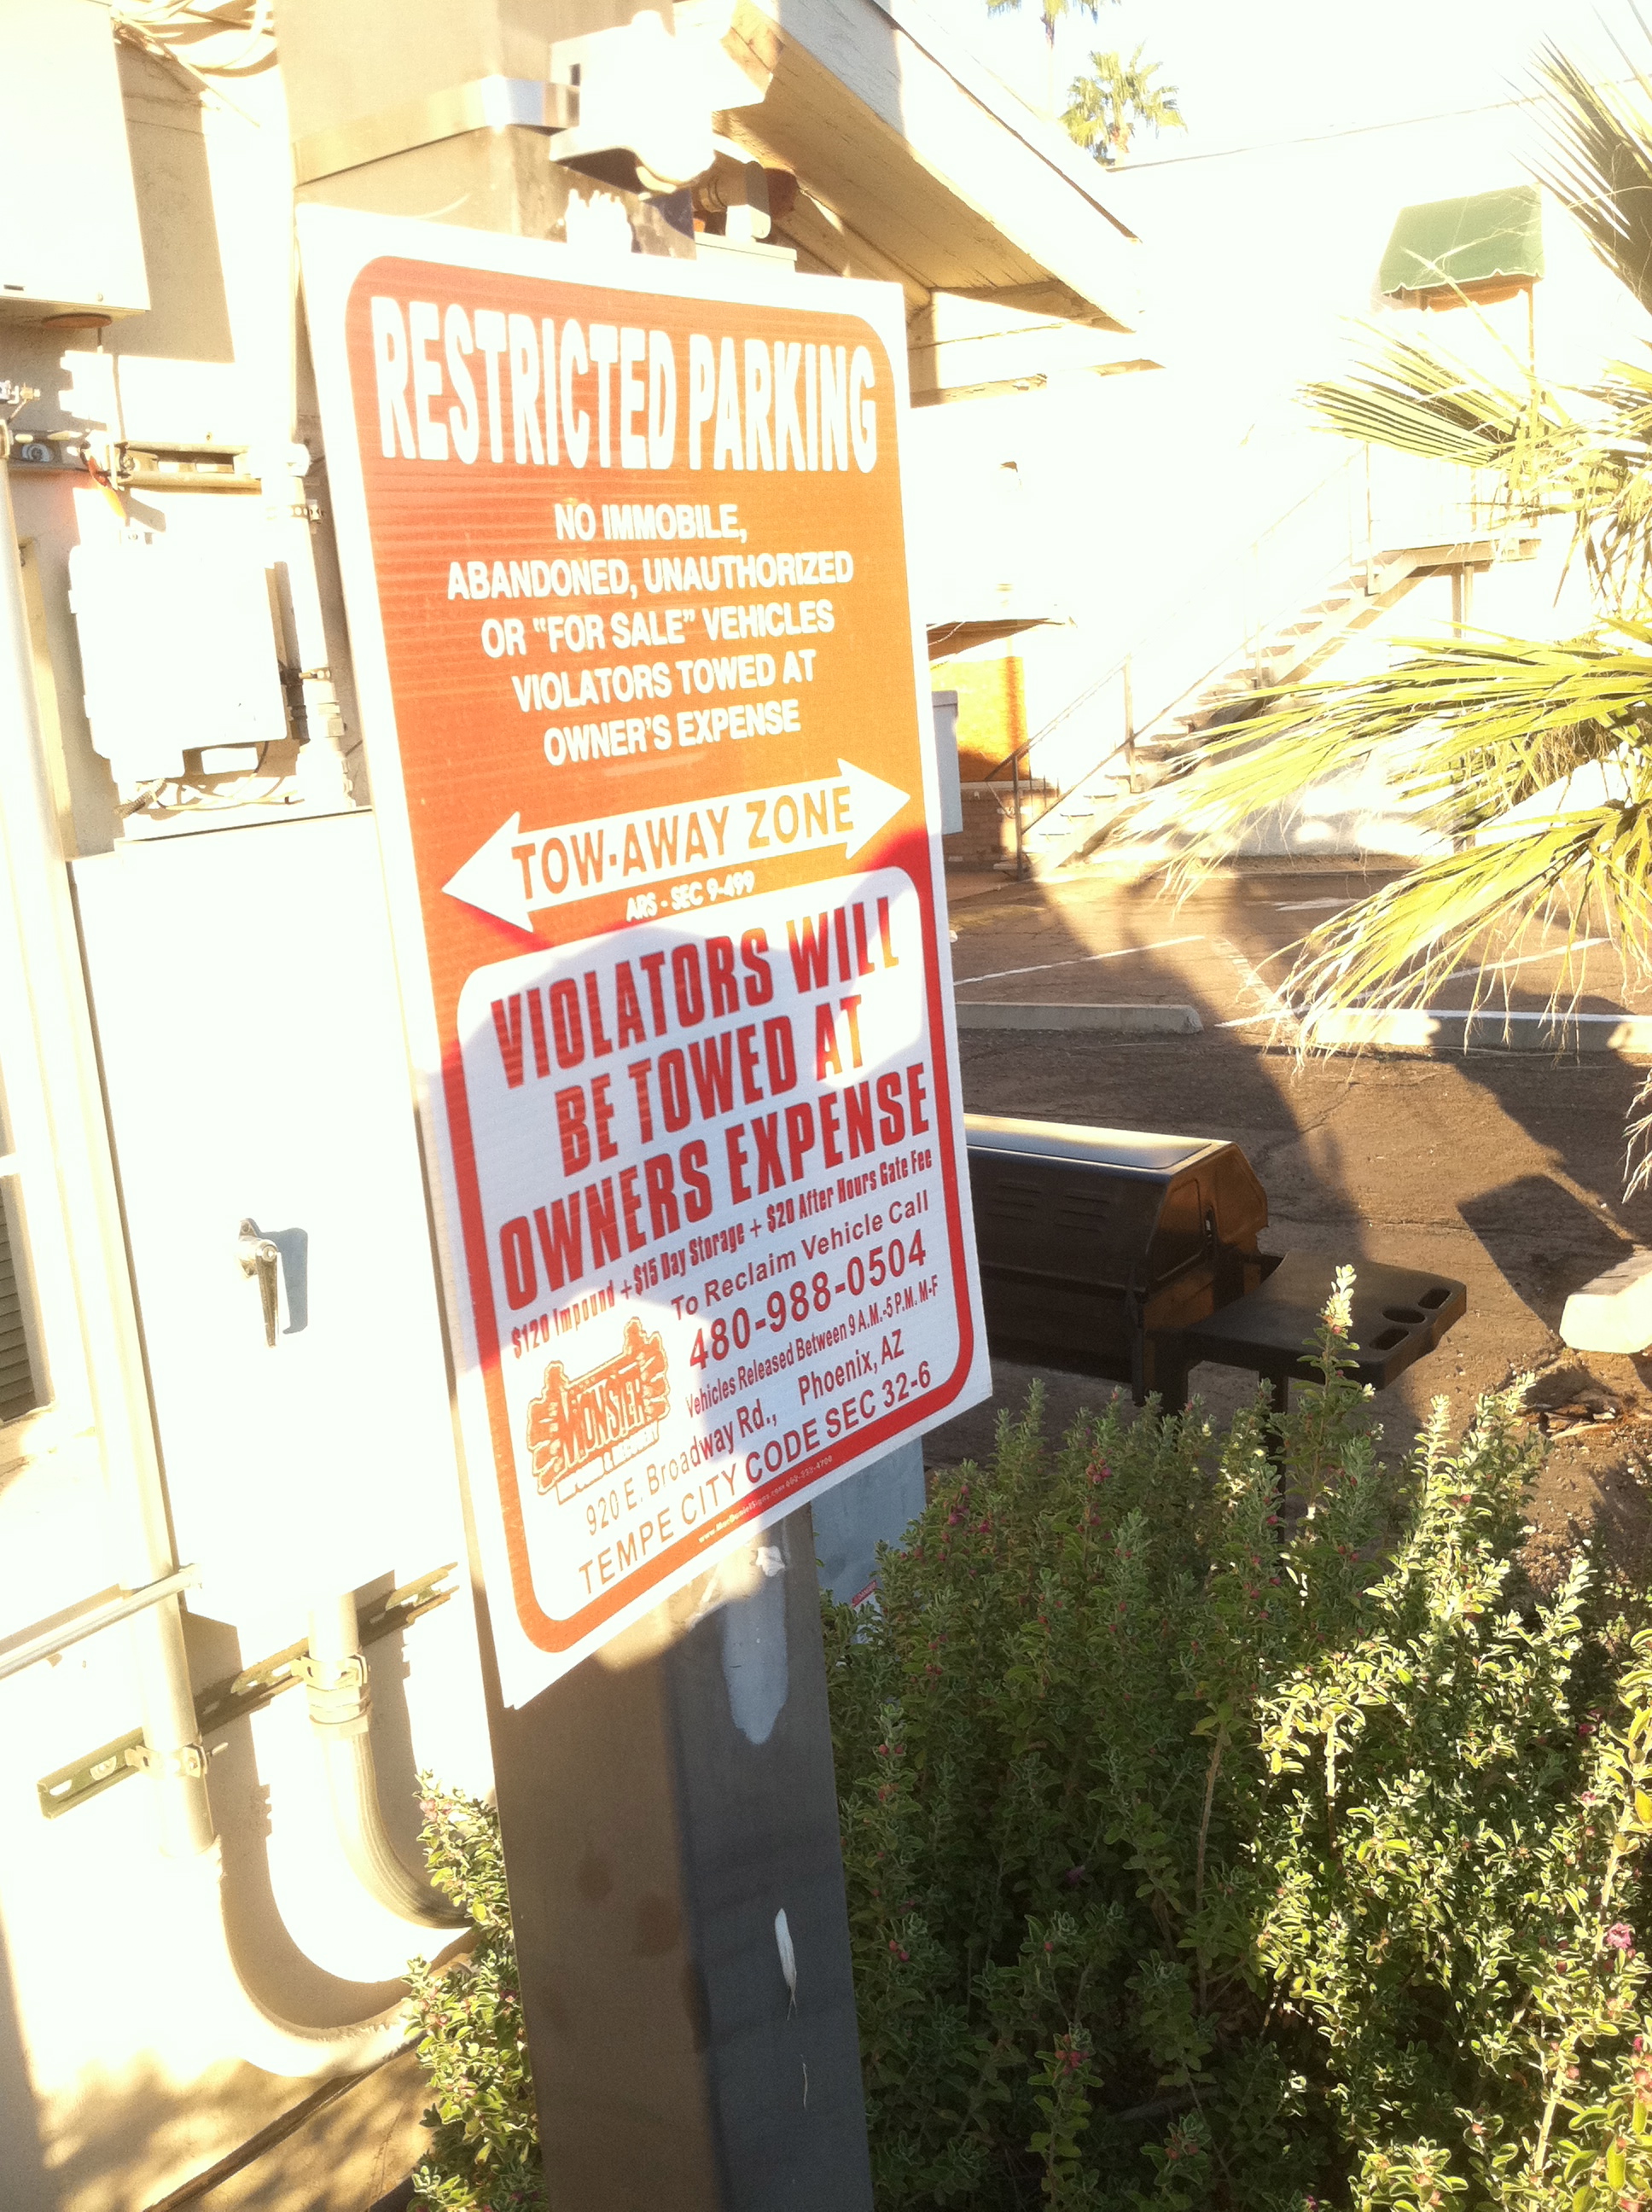 RESTRICTED PARKING
NO IMMOBILE,
ABANDONED, UNAUTHORIZED
OR "FOR SALE" VEHICLES
VIOLATORS TOWED AT
OWNER'S EXPENSE
TOW-AWAY ZONE
ARS - SEC 9-499
VIOLATORS WILL
BE TOWED AT
OWNERS EXPENSE
$120 Impound + $15 Day Storage + $20 After Hours Gate Fee
To Reclaim Vehicle Call
480-988-0504
Vehicles Released Between 9 A.M.-5 P.M. M-F
MONSTER
& RECOVERY
920 E. Broadway Rd., Phoenix, AZ
TEMPE CITY CODE SEC 32-6